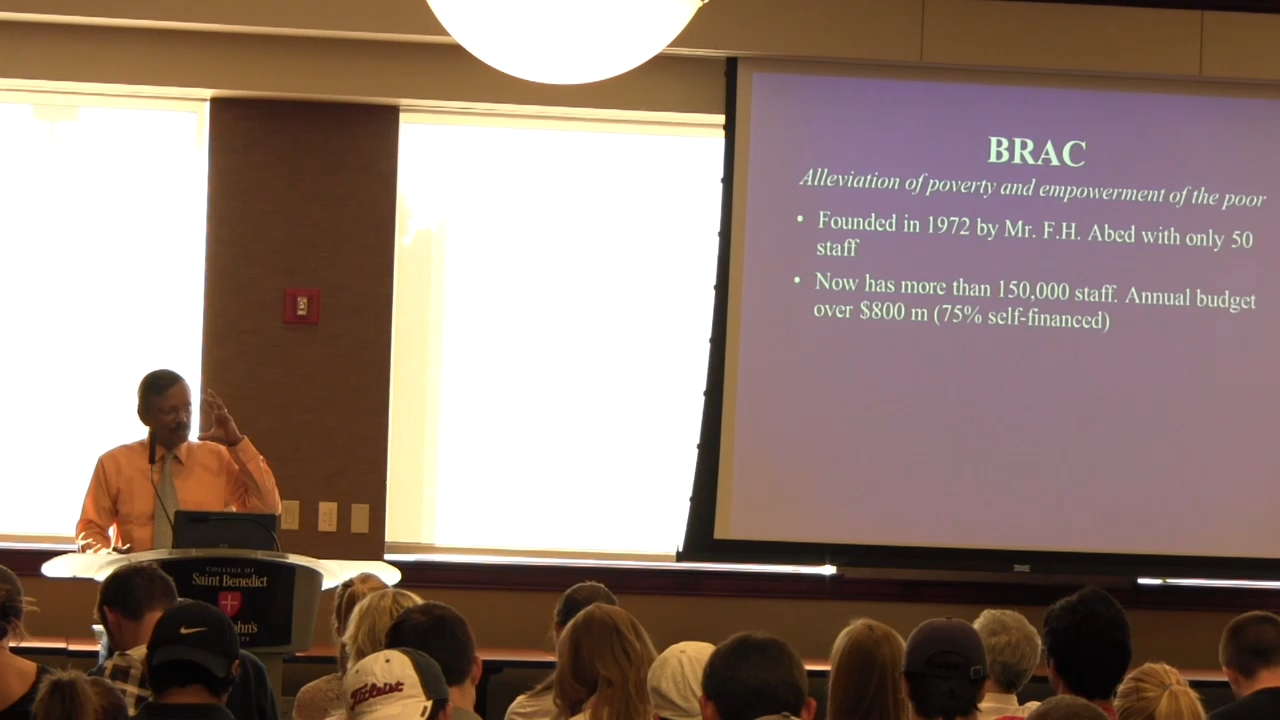 BRAC
Alleviation of poverty and empowerment of the poor
• Founded in 1972 by Mr. F.H. Abed with only 50
staff
• Now has more than 150,000 staff. Annual budget
over $800 m (75% self-financed)
COLLEGE OF
Saint Benedict
Titleist